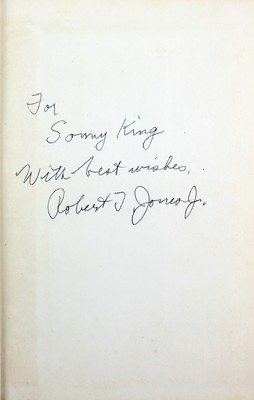 For
Sonny King
With best wishes,
Robert T Jones Jr.